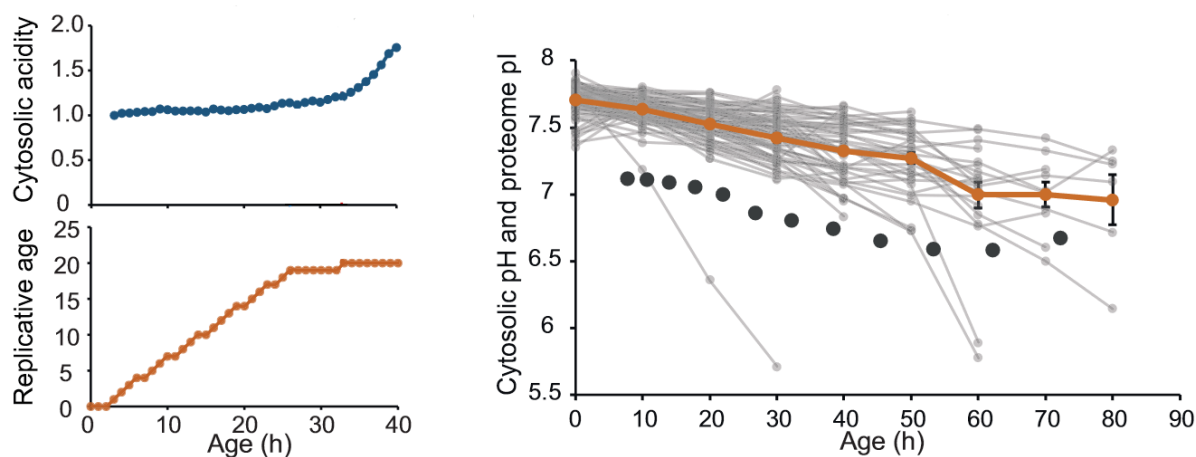 Cytosolic acidity
2.0
1.5
1.0
0.5
0
Replicative age
25
20
15
10
5
0
0 10 20 30 40
Age (h)
Cytosolic pH and proteome pI
8
7.5
7
6.5
6
5.5
0 10 20 30 40 50 60 70 80 90
Age (h)